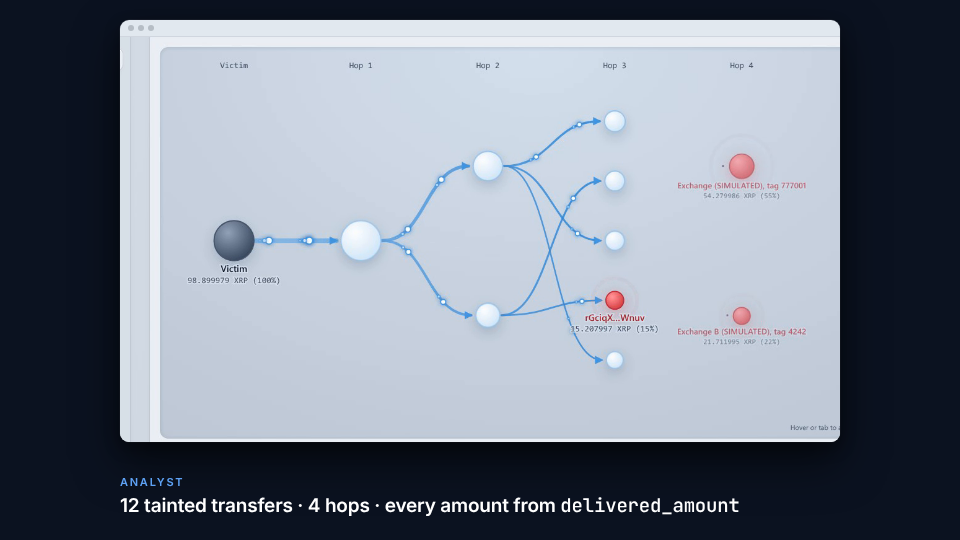 Victim Hop 1 Hop 2 Hop 3 Hop 4
Exchange (SIMULATED), tag 777001
54.279986 XRP (55%)
Victim
98.899979 XRP (100%)
rGciqX…Wnuv
15.207997 XRP (15%)
Exchange B (SIMULATED), tag 4242
21.711995 XRP (22%)
Hover or tab to
ANALYST
12 tainted transfers · 4 hops · every amount from delivered_amount